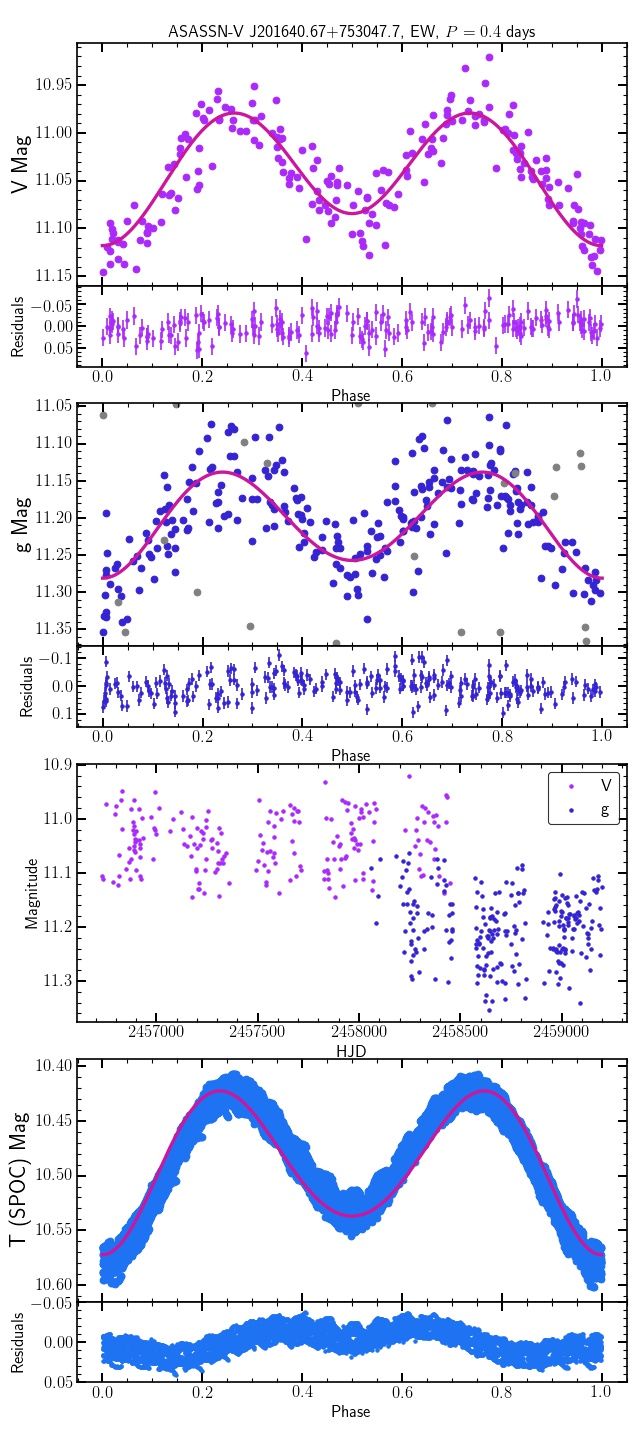 ASASSN-V J201640.67+753047.7, EW, P = 0.4 days
10.95
11.00
11.05
11.10
11.15
V Mag
−0.05
0.00
0.05
Residuals
0.0 0.2 0.4 0.6 0.8 1.0
Phase
11.05
11.10
11.15
11.20
11.25
11.30
11.35
g Mag
−0.1
0.0
0.1
Residuals
0.0 0.2 0.4 0.6 0.8 1.0
Phase
10.9
11.0
11.1
11.2
11.3
Magnitude
V
g
2457000 2457500 2458000 2458500 2459000
HJD
10.40
10.45
10.50
10.55
10.60
T (SPOC) Mag
−0.05
0.00
0.05
Residuals
0.0 0.2 0.4 0.6 0.8 1.0
Phase